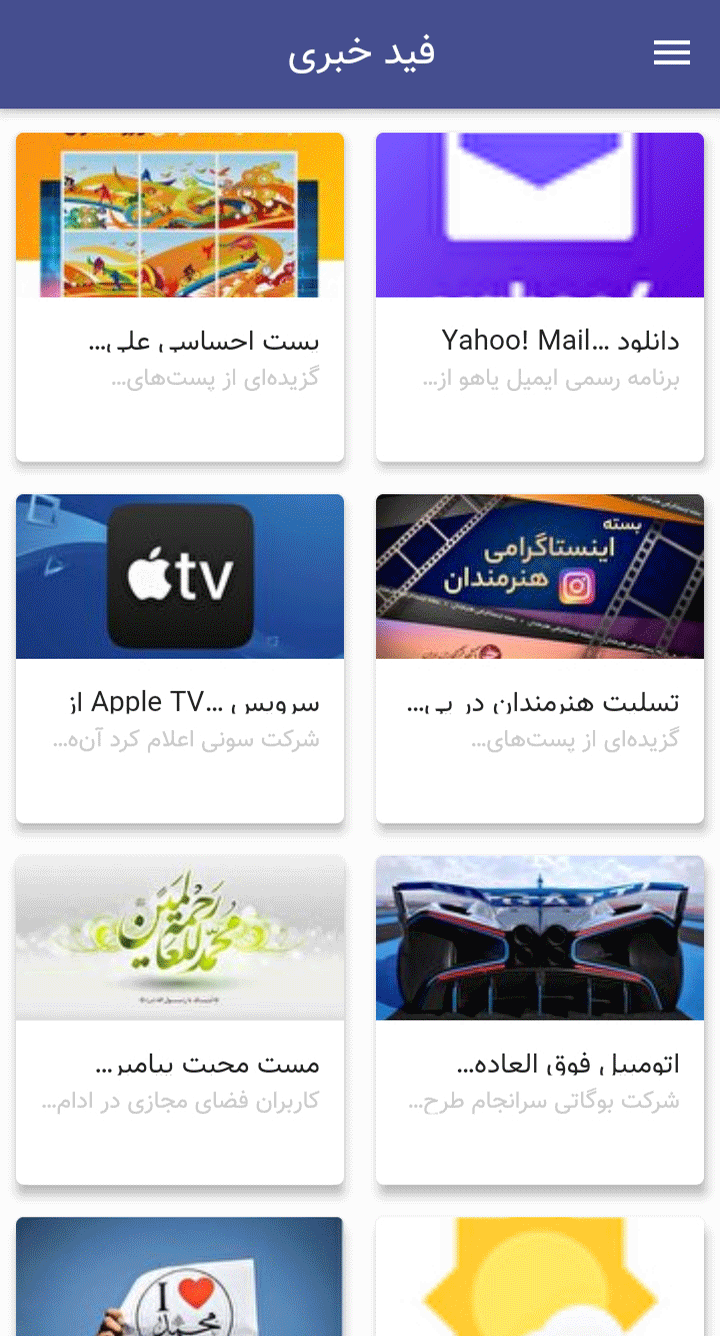 فید خبری
دانلود Yahoo! Mail...
برنامه رسمی ایمیل یاهو از...
پست احساسی علی...
گزیده‌ای از پست‌های...
بسته
اینستاگرامی
هنرمندان
تسلیت هنرمندان در پی...
گزیده‌ای از پست‌های...
tv
سرویس Apple TV... از
شرکت سونی اعلام کرد آن‌ه...
اتومبیل فوق العاده...
شرکت بوگاتی سرانجام طرح...
محمد رحمة للعالمین
مست محبت پیامبر...
کاربران فضای مجازی در ادام...
I
محمد